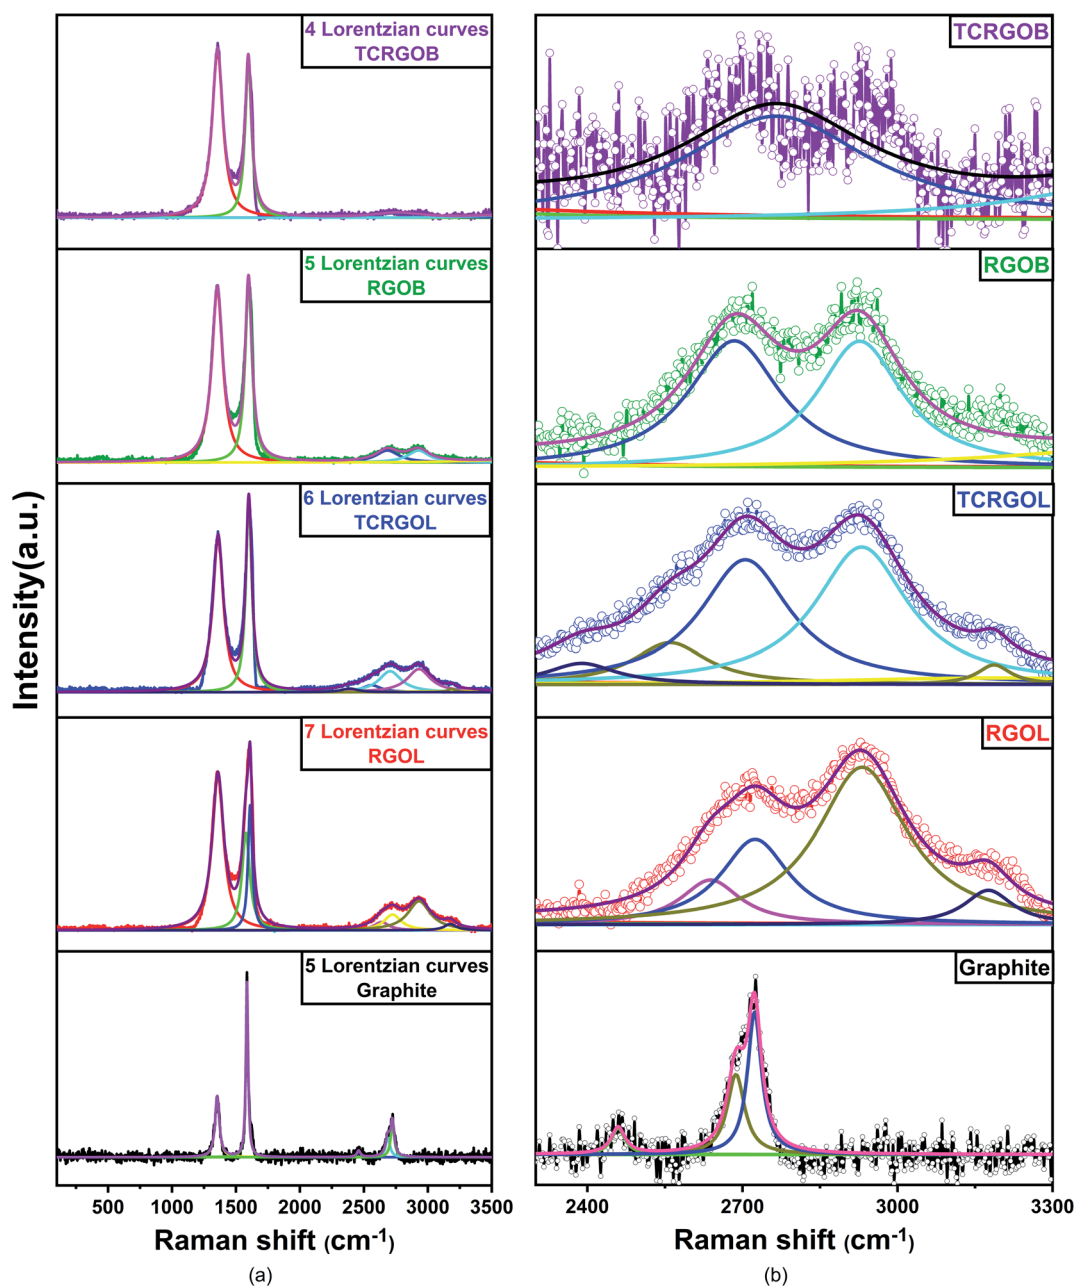 4 Lorentzian curves
TCRGOB
TCRGOB
5 Lorentzian curves
RGOB
RGOB
6 Lorentzian curves
TCRGOL
TCRGOL
7 Lorentzian curves
RGOL
RGOL
5 Lorentzian curves
Graphite
Graphite
Intensity(a.u.)
500 1000 1500 2000 2500 3000 3500
2400 2700 3000 3300
Raman shift (cm-1)
Raman shift (cm-1)
(a)
(b)